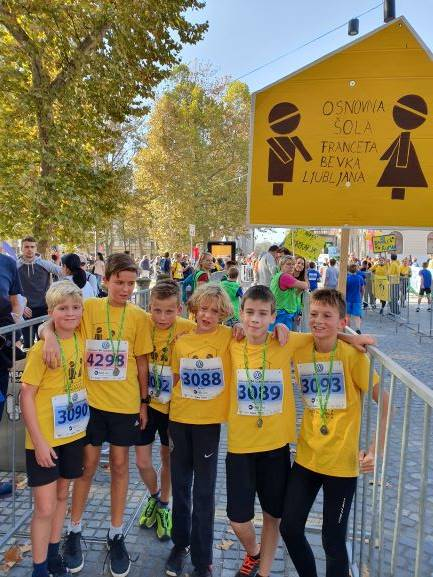 OSNOVNA
ŠOLA
FRANCETA
BEVKA
LJUBLJANA
4298
3090
3088
3089
3093